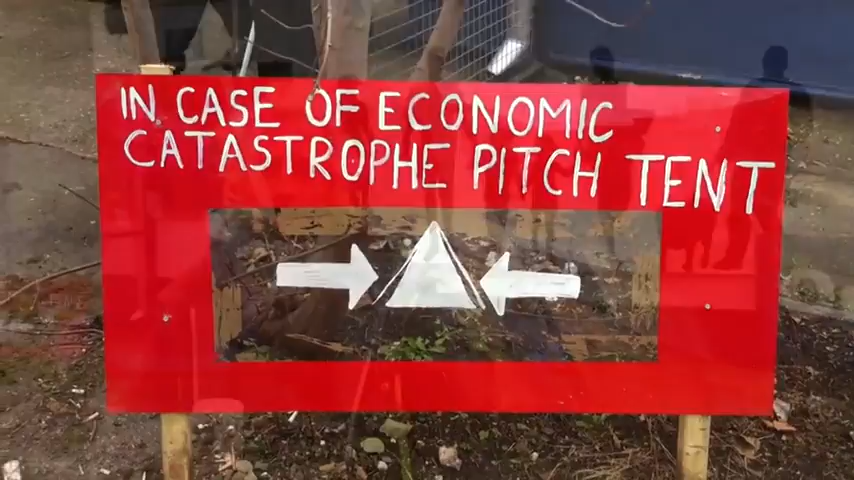 IN CASE OF ECONOMIC
CATASTROPHE PITCH TENT